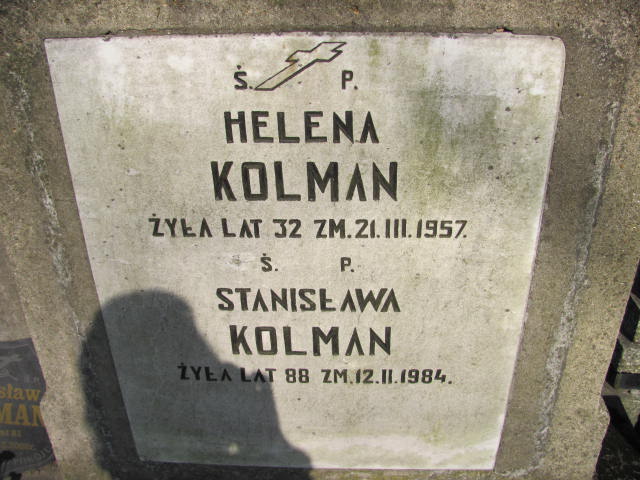 Ś. P.
HELENA
KOLMAN
ŻYŁA LAT 32 ZM. 21. III. 1957.
Ś. P.
STANISŁAWA
KOLMAN
ŻYŁA LAT 88 ZM. 12. II. 1984.